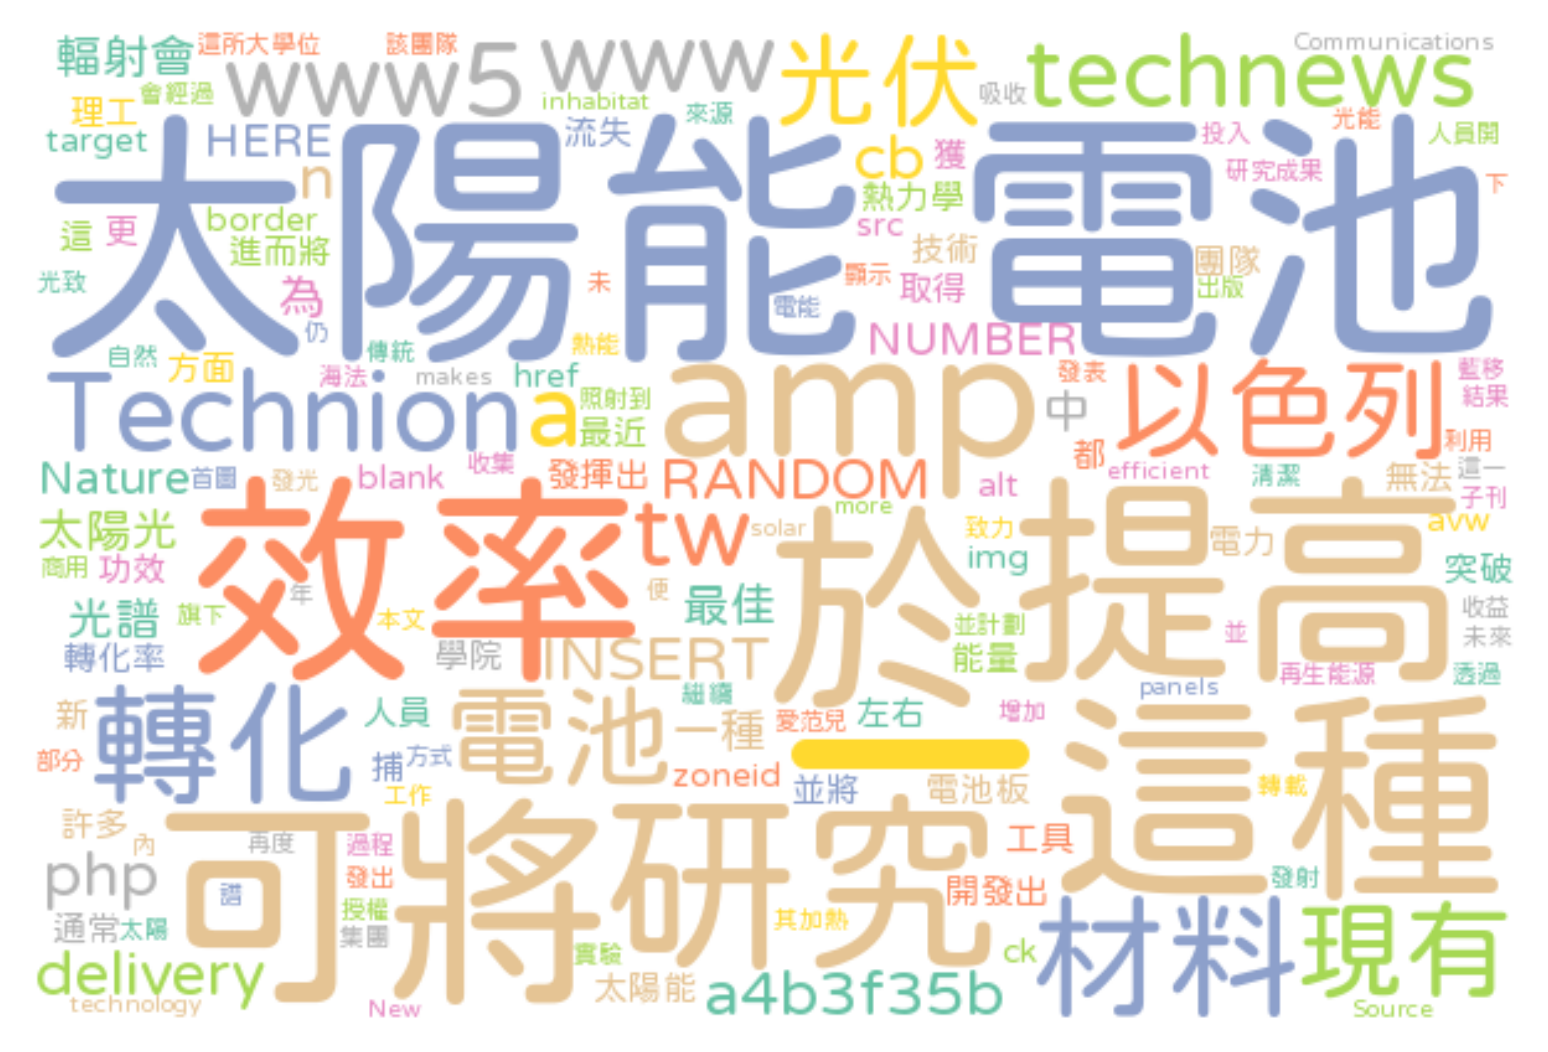 輻射會 這所大學位 該團隊 www5 www 光伏 technews Communications
理工 會經過 inhabitat 來源 吸收 光能
target HERE 流失 cb 獲 投入 人員開
太陽能電池
n 熱力學 研究成果 下
這 更 border src
進而將 技術 團隊
光致 為 未 電能 顯示 取得 出版
仍 NUMBER
自然 方面 傳統 熱能 發表 藍移
海法 makes href amp 以色列 結果
Technion a 照射到 中
最近 都 利用
Nature 首圖 發光 blank 收集 發揮出 RANDOM alt efficient 清潔 無法 這一
子刊
太陽光 效率 tw solar more 於 致力 提高 avw
商用 功效 img 電力 突破
光譜 旗下 年 本文 便 最佳 並計劃 並 收益
轉化率 學院 INSERT 能量 未來
再生能源 透過
新 轉化 人員 電池 繼續 一種 愛范兒 左右 panels 增加 這種
部分 捕 方式 zoneid 一 並將 電池板 轉載
工作
許多 內 可將研究 再度 過程 工具
php 譜 發出 開發出 發射
通常 太陽 授權 其加熱 材料 現有
集團
delivery 實驗 太陽能 a4b3f35b ck
technology New Source